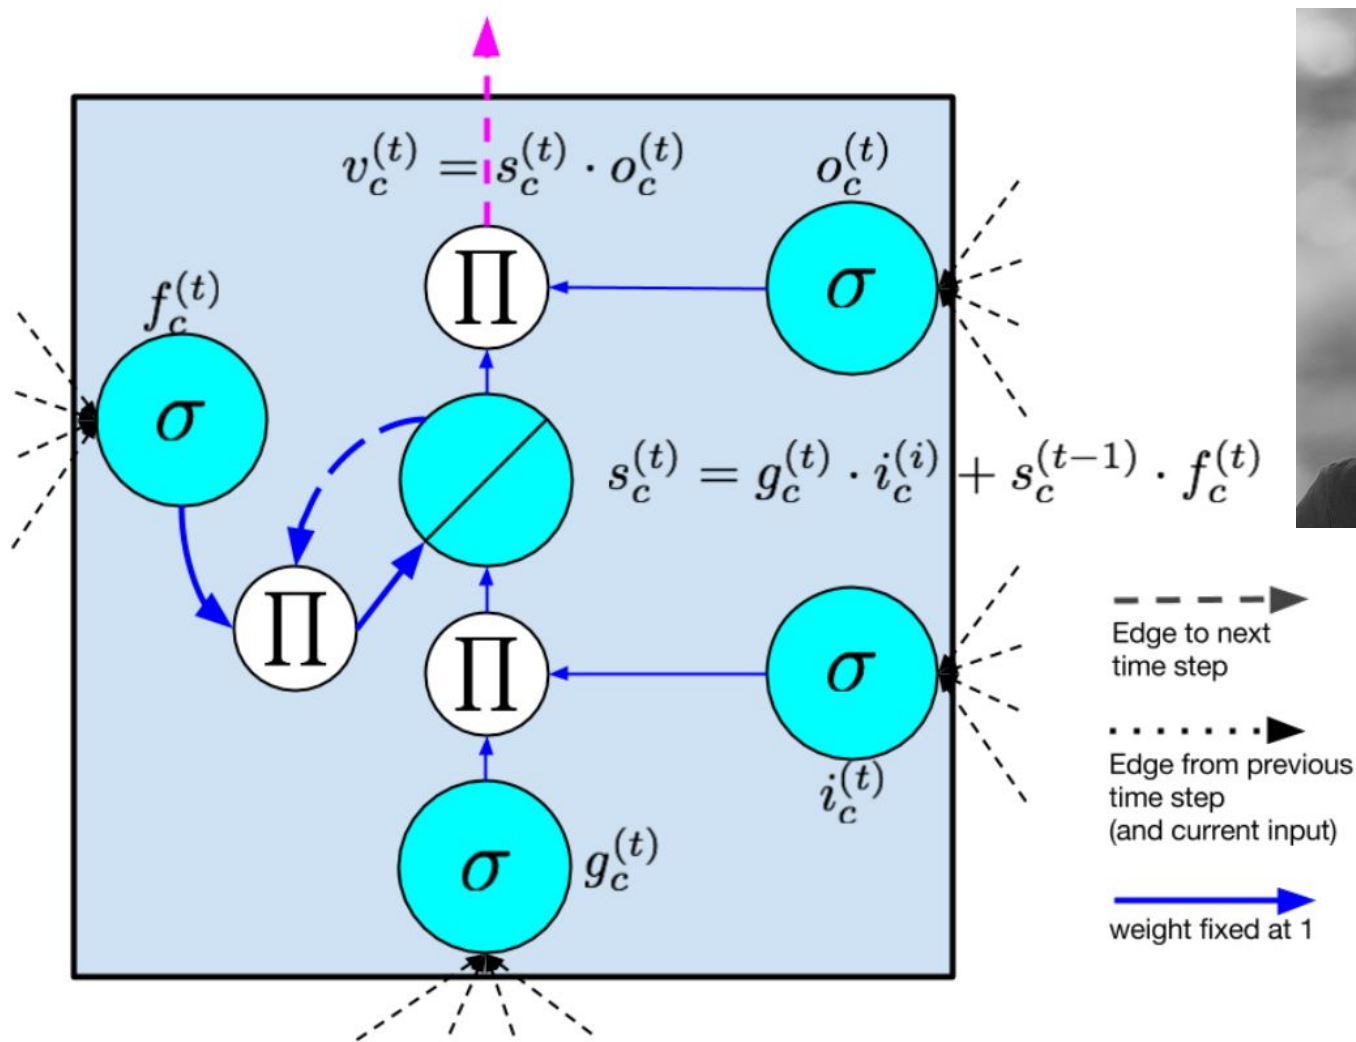 v_c^{(t)} = s_c^{(t)} · o_c^{(t)}
o_c^{(t)}
∏
σ
f_c^{(t)}
σ
s_c^{(t)} = g_c^{(t)} · i_c^{(i)} + s_c^{(t−1)} · f_c^{(t)}
∏
∏
σ
i_c^{(t)}
σ
g_c^{(t)}
Edge to next
time step
Edge from previous
time step
(and current input)
weight fixed at 1